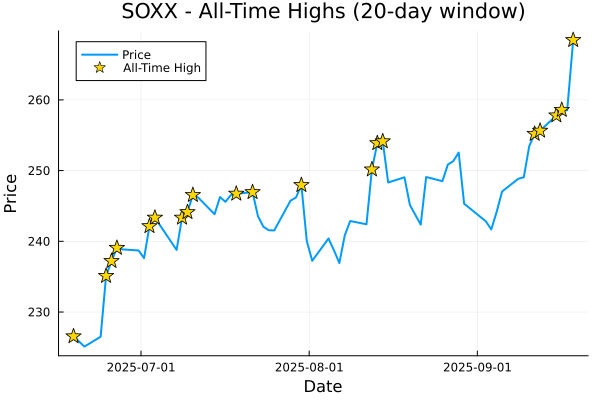 SOXX - All-Time Highs (20-day window)
Price
All-Time High
260
250
240
230
Price
2025-07-01
2025-08-01
2025-09-01
Date